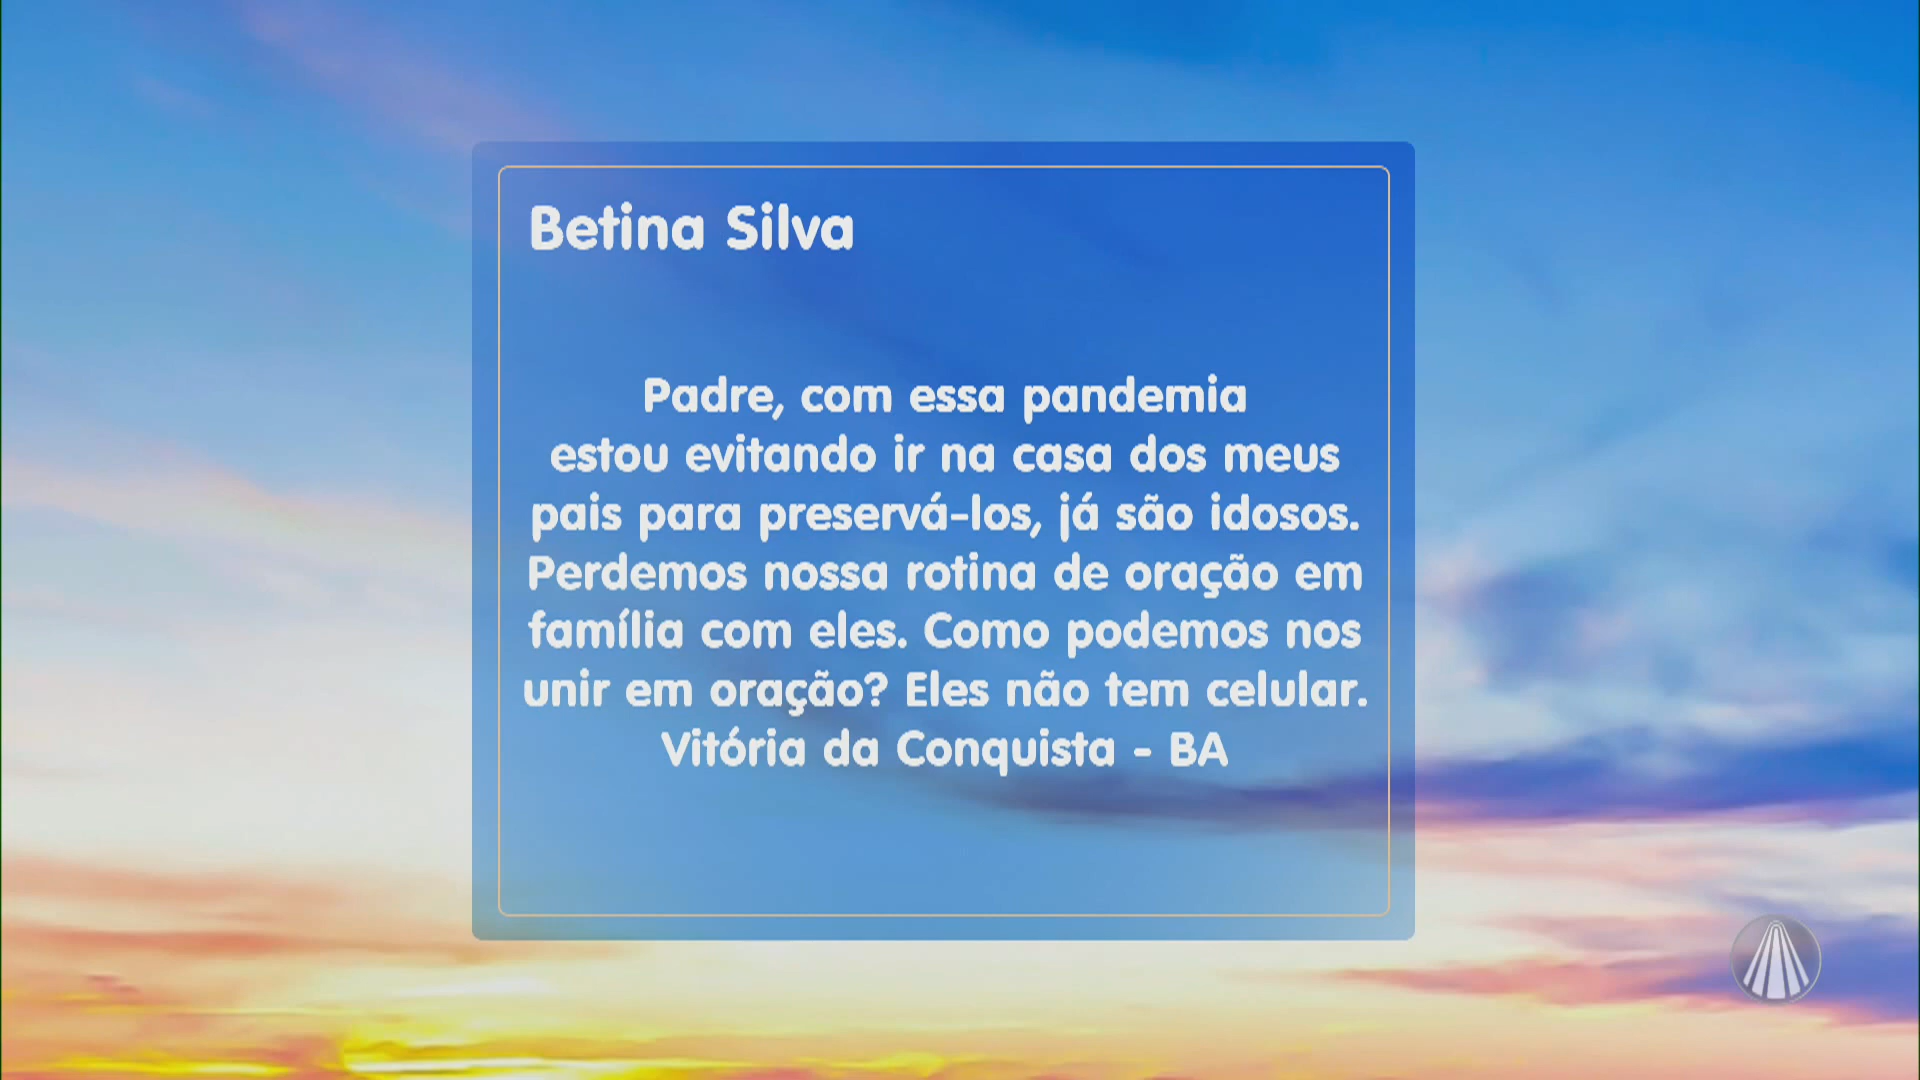 Betina Silva
Padre, com essa pandemia
estou evitando ir na casa dos meus
pais para preservá-los, já são idosos.
Perdemos nossa rotina de oração em
família com eles. Como podemos nos
unir em oração? Eles não tem celular.
Vitória da Conquista - BA